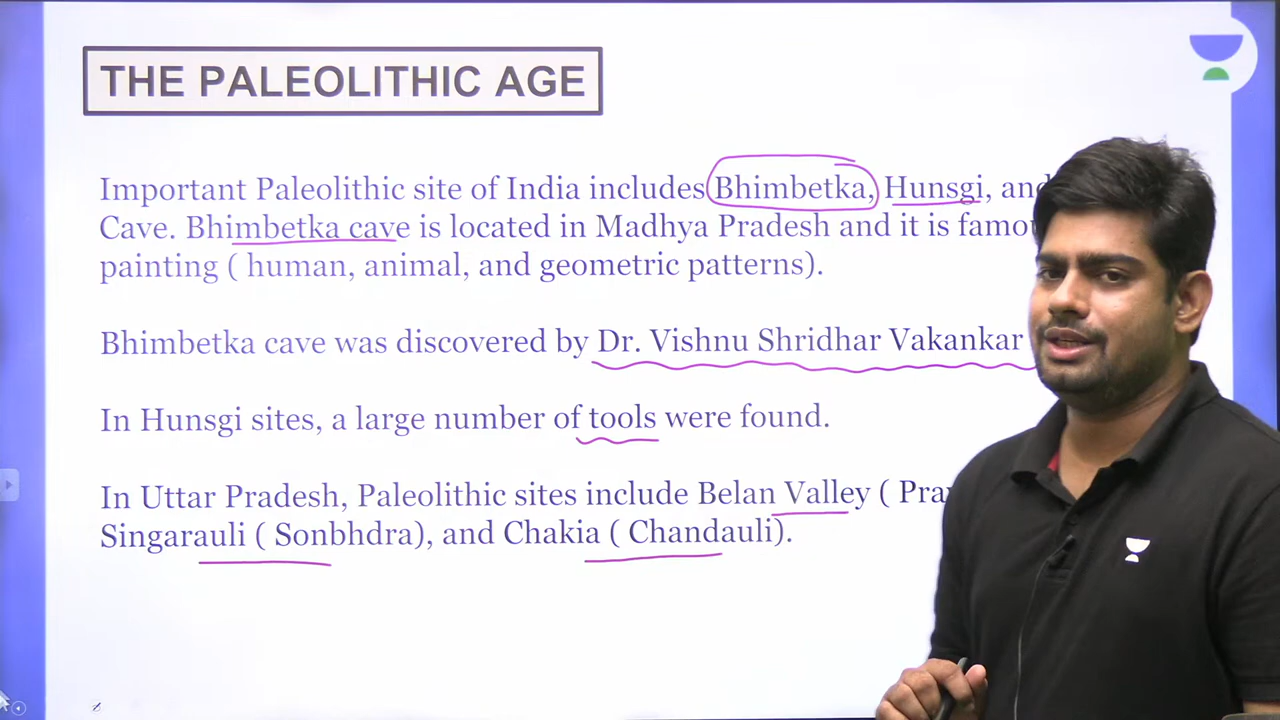 THE PALEOLITHIC AGE
Important Paleolithic site of India includes Bhimbetka, Hunsgi, and
Cave. Bhimbetka cave is located in Madhya Pradesh and it is
painting ( human, animal, and geometric patterns).
Bhimbetka cave was discovered by Dr. Vishnu Shridhar Vakankar
In Hunsgi sites, a large number of tools were found.
In Uttar Pradesh, Paleolithic sites include Belan Valley (
Singarauli ( Sonbhdra), and Chakia ( Chandauli).